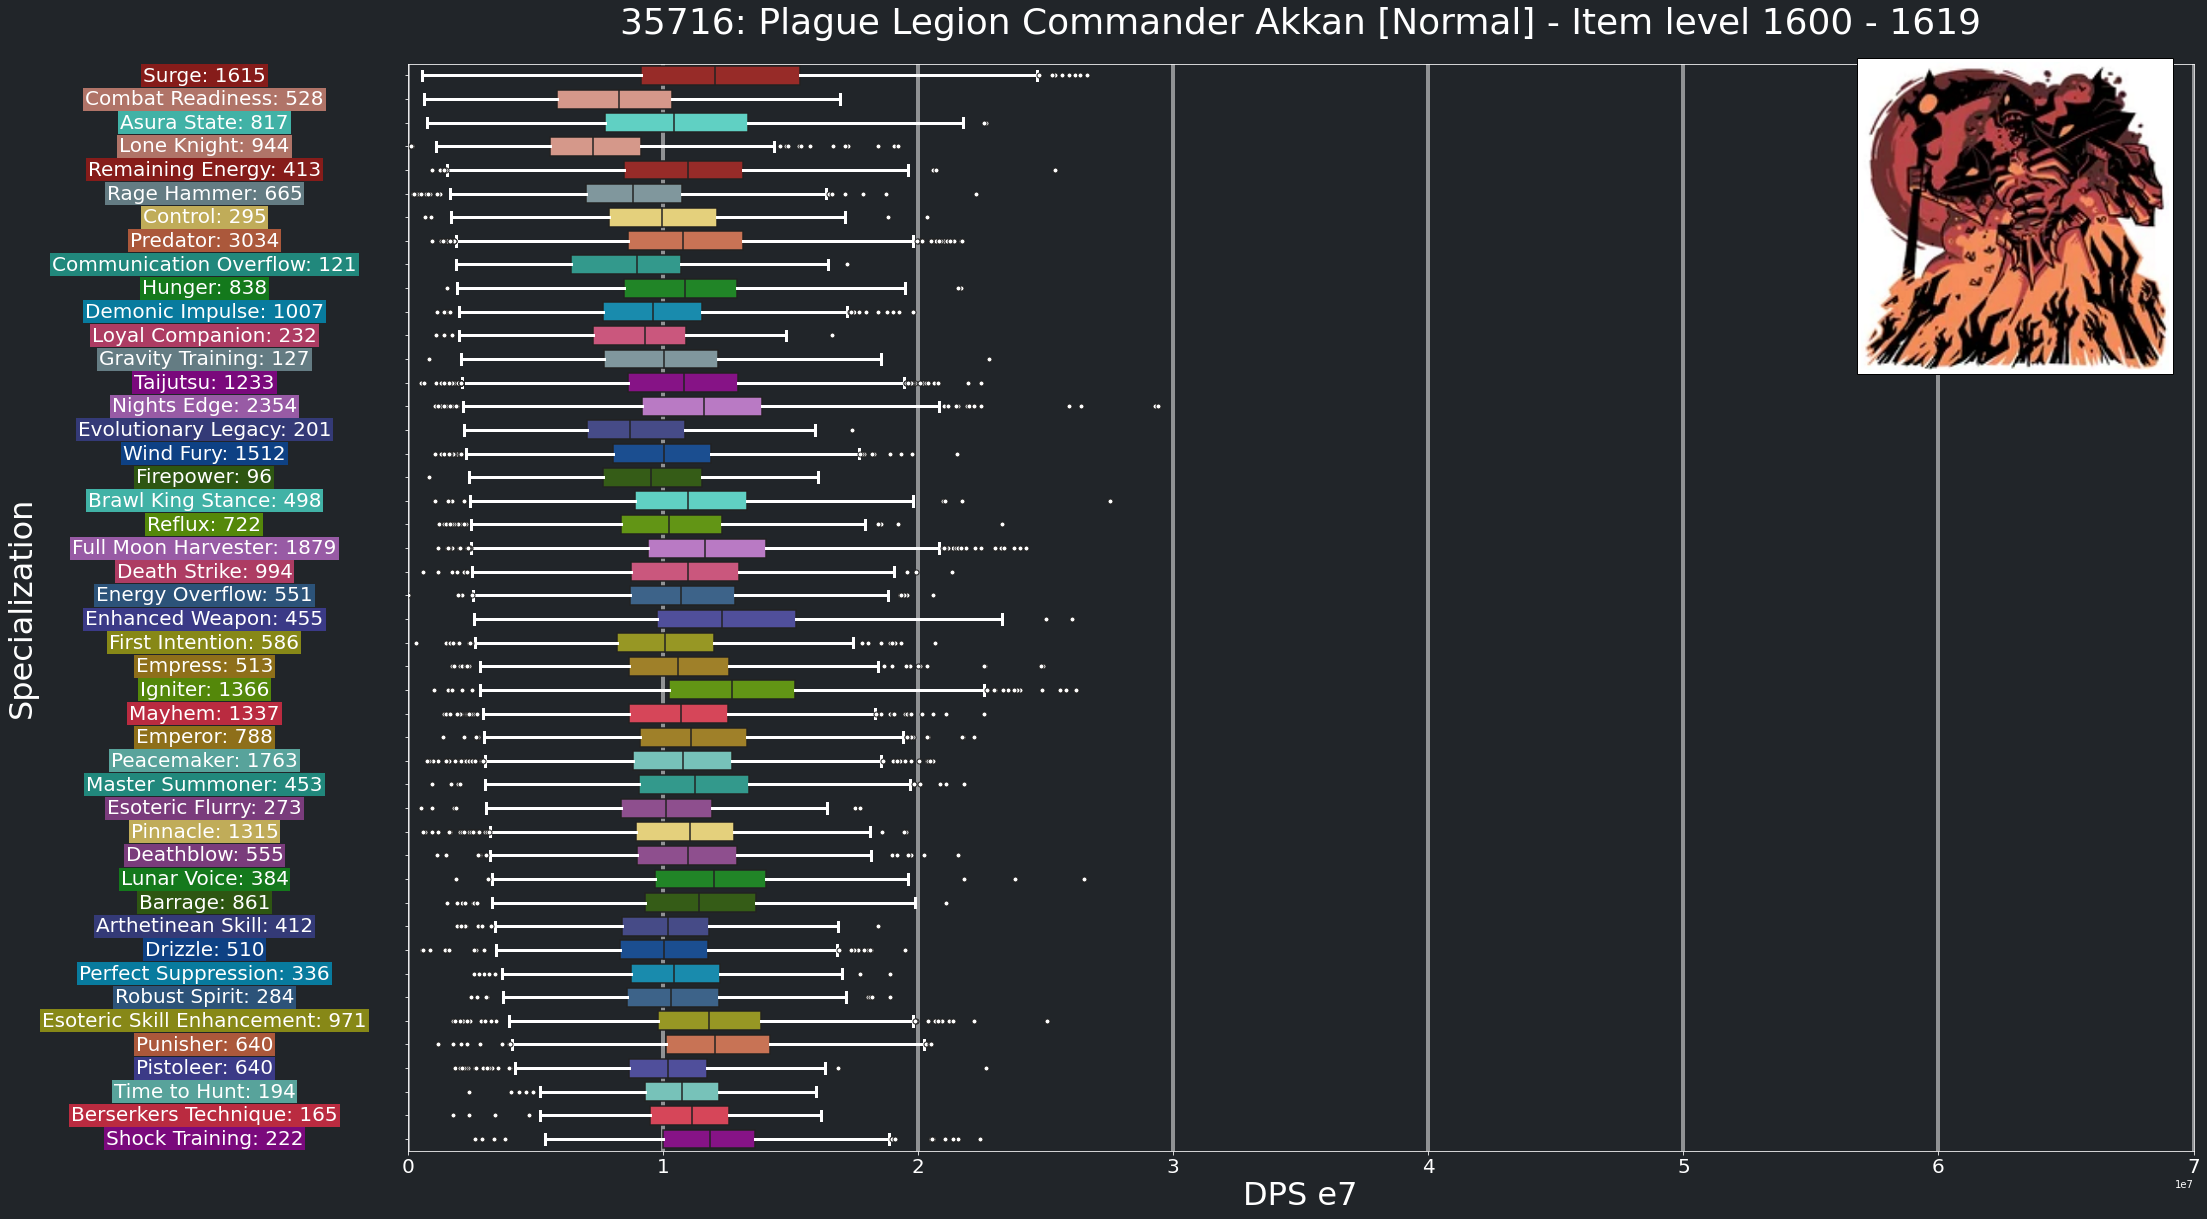 35716: Plague Legion Commander Akkan [Normal] - Item level 1600 - 1619
Surge: 1615
Combat Readiness: 528
Asura State: 817
Lone Knight: 944
Remaining Energy: 413
Rage Hammer: 665
Control: 295
Predator: 3034
Communication Overflow: 121
Hunger: 838
Demonic Impulse: 1007
Loyal Companion: 232
Gravity Training: 127
Taijutsu: 1233
Nights Edge: 2354
Evolutionary Legacy: 201
Wind Fury: 1512
Firepower: 96
Brawl King Stance: 498
Reflux: 722
Full Moon Harvester: 1879
Death Strike: 994
Energy Overflow: 551
Enhanced Weapon: 455
First Intention: 586
Empress: 513
Igniter: 1366
Mayhem: 1337
Emperor: 788
Peacemaker: 1763
Master Summoner: 453
Esoteric Flurry: 273
Pinnacle: 1315
Deathblow: 555
Lunar Voice: 384
Barrage: 861
Arthetinean Skill: 412
Drizzle: 510
Perfect Suppression: 336
Robust Spirit: 284
Esoteric Skill Enhancement: 971
Punisher: 640
Pistoleer: 640
Time to Hunt: 194
Berserkers Technique: 165
Shock Training: 222
Specialization
0 1 2 3 4 5 6 7
1e7
DPS e7